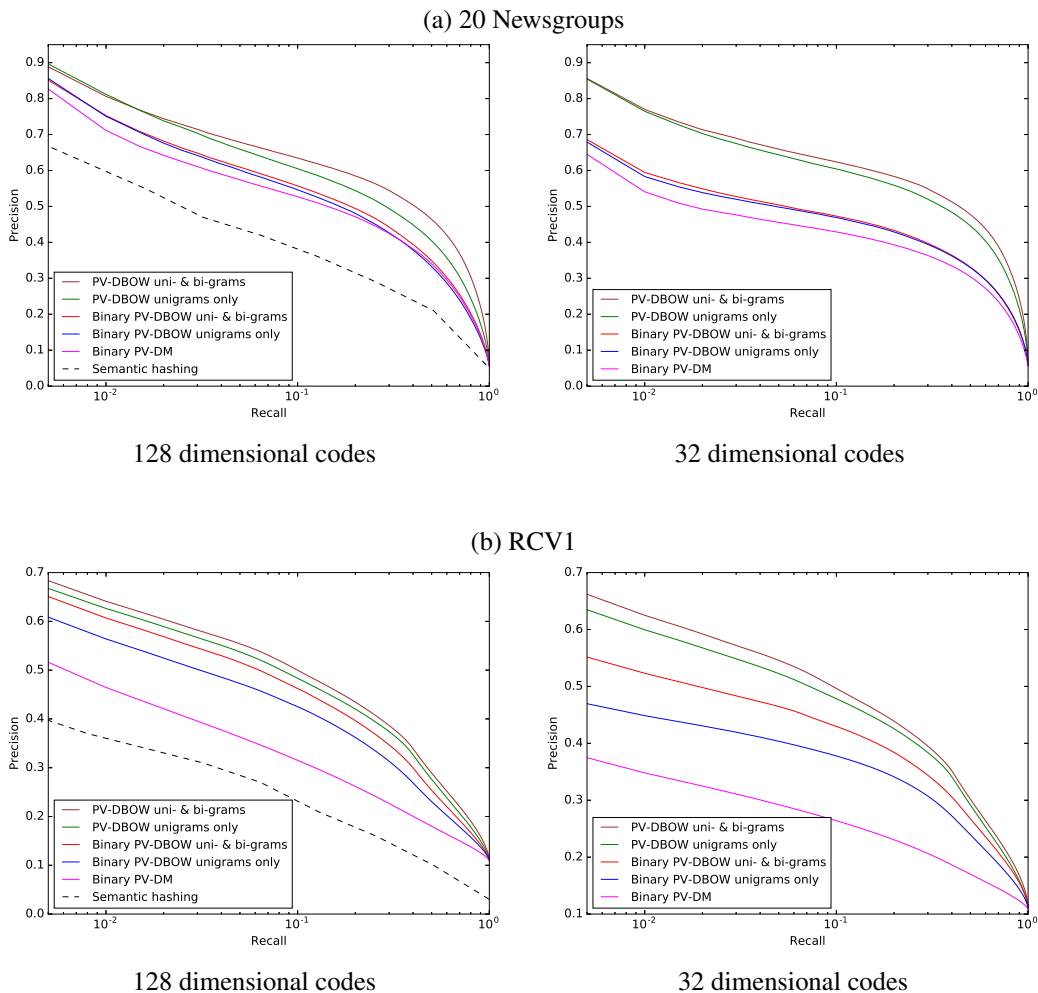 (a) 20 Newsgroups
0.9
0.8
0.7
0.6
0.5
0.4
0.3
0.2
0.1
0.0
Precision
PV-DBOW uni- & bi-grams
PV-DBOW unigrams only
Binary PV-DBOW uni- & bi-grams
Binary PV-DBOW unigrams only
Binary PV-DM
Semantic hashing
10^-2 10^-1 10^0
Recall
128 dimensional codes
0.9
0.8
0.7
0.6
0.5
0.4
0.3
0.2
0.1
0.0
Precision
PV-DBOW uni- & bi-grams
PV-DBOW unigrams only
Binary PV-DBOW uni- & bi-grams
Binary PV-DBOW unigrams only
Binary PV-DM
10^-2 10^-1 10^0
Recall
32 dimensional codes
(b) RCV1
0.7
0.6
0.5
0.4
0.3
0.2
0.1
0.0
Precision
PV-DBOW uni- & bi-grams
PV-DBOW unigrams only
Binary PV-DBOW uni- & bi-grams
Binary PV-DBOW unigrams only
Binary PV-DM
Semantic hashing
10^-2 10^-1 10^0
Recall
128 dimensional codes
0.7
0.6
0.5
0.4
0.3
0.2
0.1
Precision
PV-DBOW uni- & bi-grams
PV-DBOW unigrams only
Binary PV-DBOW uni- & bi-grams
Binary PV-DBOW unigrams only
Binary PV-DM
10^-2 10^-1 10^0
Recall
32 dimensional codes